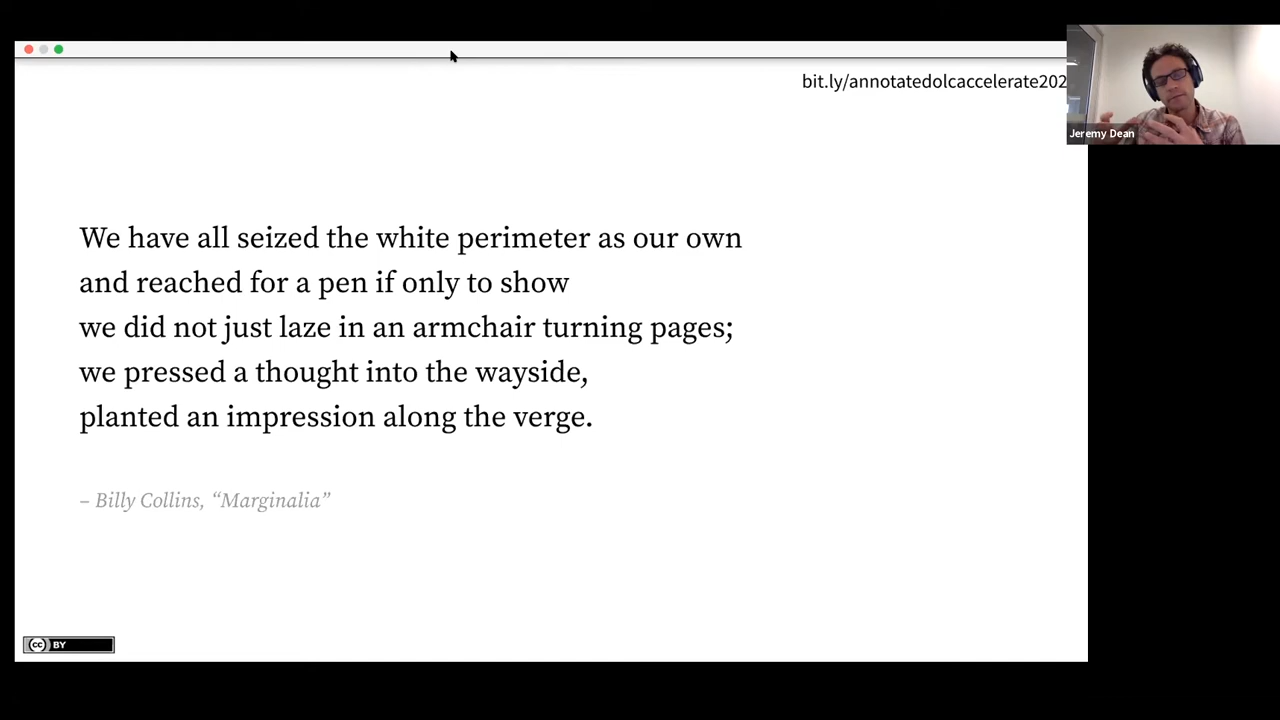 bit.ly/annotatedolcaccelerate202
Jeremy Dean
We have all seized the white perimeter as our own
and reached for a pen if only to show
we did not just laze in an armchair turning pages;
we pressed a thought into the wayside,
planted an impression along the verge.
– Billy Collins, “Marginalia”
cc BY